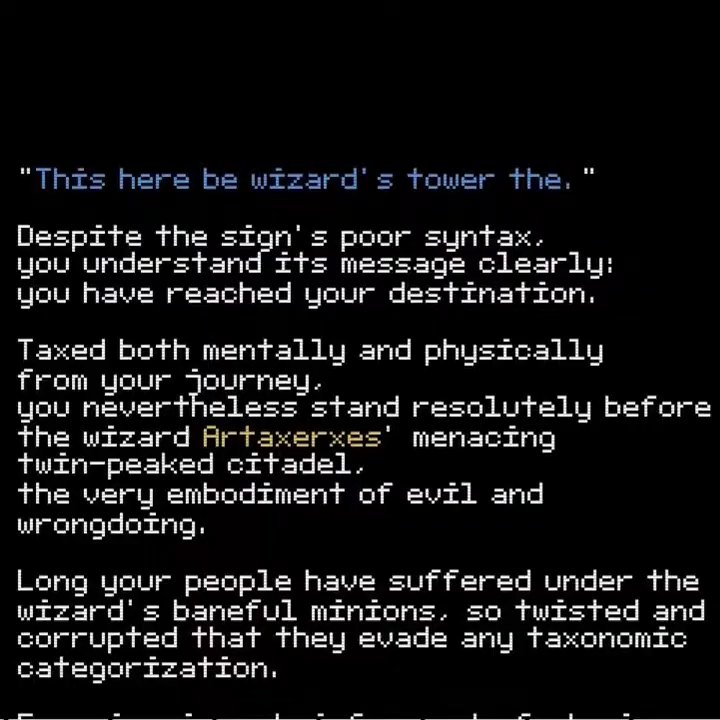 "This here be wizard's tower the."
Despite the sign's poor syntax,
you understand its message clearly:
you have reached your destination.
Taxed both mentally and physically
from your journey,
you nevertheless stand resolutely before
the wizard Artaxerxes' menacing
twin-peaked citadel,
the very embodiment of evil and
wrongdoing.
Long your people have suffered under the
wizard's baneful minions, so twisted and
corrupted that they evade any taxonomic
categorization.